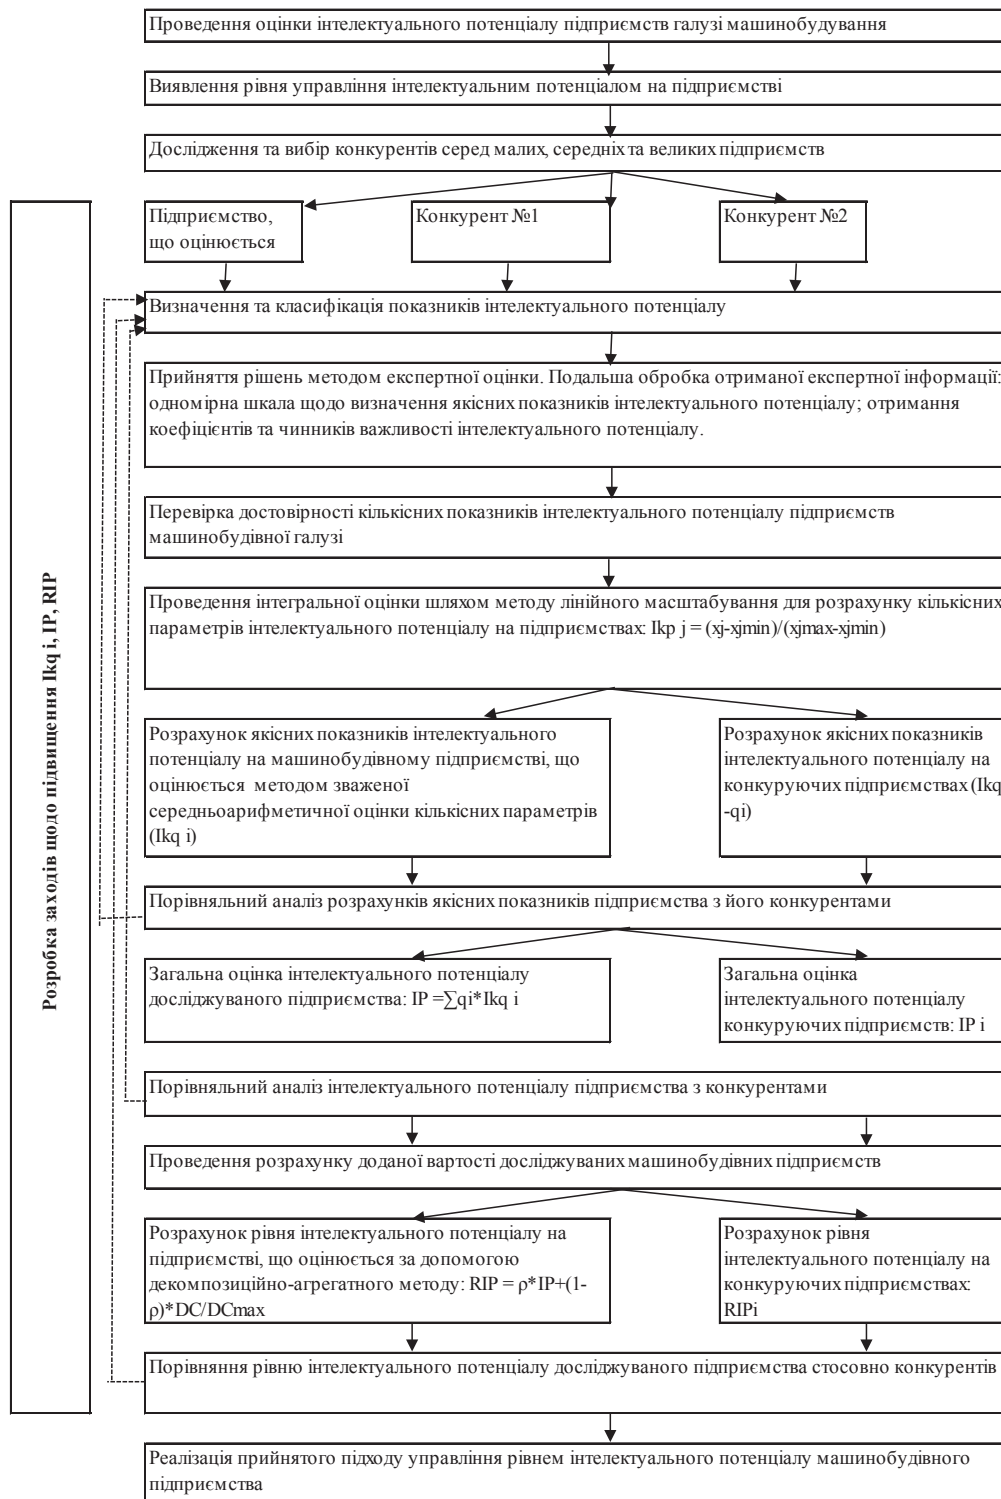 Проведення оцінки інтелектуального потенціалу підприємств галузі машинобудування
Виявлення рівня управління інтелектуальним потенціалом на підприємстві
Дослідження та вибір конкурентів серед малих, середніх та великих підприємств
Підприємство,
що оцінюється
Конкурент №1
Конкурент №2
Визначення та класифікація показників інтелектуального потенціалу
Прийняття рішень методом експертної оцінки. Подальша обробка отриманої експертної інформації:
одномірна шкала щодо визначення якісних показників інтелектуального потенціалу; отримання
коефіцієнтів та чинників важливості інтелектуального потенціалу.
Перевірка достовірності кількісних показників інтелектуального потенціалу підприємств
машинобудівної галузі
Проведення інтегральної оцінки шляхом методу лінійного масштабування для розрахунку кількісних
параметрів інтелектуального потенціалу на підприємствах: Ikp j = (xj-xjmin)/(xjmax-xjmin)
Розрахунок якісних показників інтелектуального
потенціалу на машинобудівному підприємстві, що
оцінюється методом зваженої
середньоарифметичної оцінки кількісних параметрів
(Ikq i)
Розрахунок якісних показників
інтелектуального потенціалу на
конкуруючих підприємствах (Ikq
-qi)
Порівняльний аналіз розрахунків якісних показників підприємства з його конкурентами
Загальна оцінка інтелектуального потенціалу
досліджуваного підприємства: IP =∑qi*Ikq i
Загальна оцінка
інтелектуального потенціалу
конкуруючих підприємств: IP i
Порівняльний аналіз інтелектуального потенціалу підприємства з конкурентами
Проведення розрахунку доданої вартості досліджуваних машинобудівних підприємств
Розрахунок рівня інтелектуального потенціалу на
підприємстві, що оцінюється за допомогою
декомпозиційно-агрегатного методу: RIP = ρ*IP+(1-
ρ)*DC/DCmax
Розрахунок рівня
інтелектуального потенціалу на
конкуруючих підприємствах:
RIPi
Порівняння рівню інтелектуального потенціалу досліджуваного підприємства стосовно конкурентів
Реалізація прийнятого підходу управління рівнем інтелектуального потенціалу машинобудівного
підприємства
Розробка заходів щодо підвищення Ikq i, IP, RIP